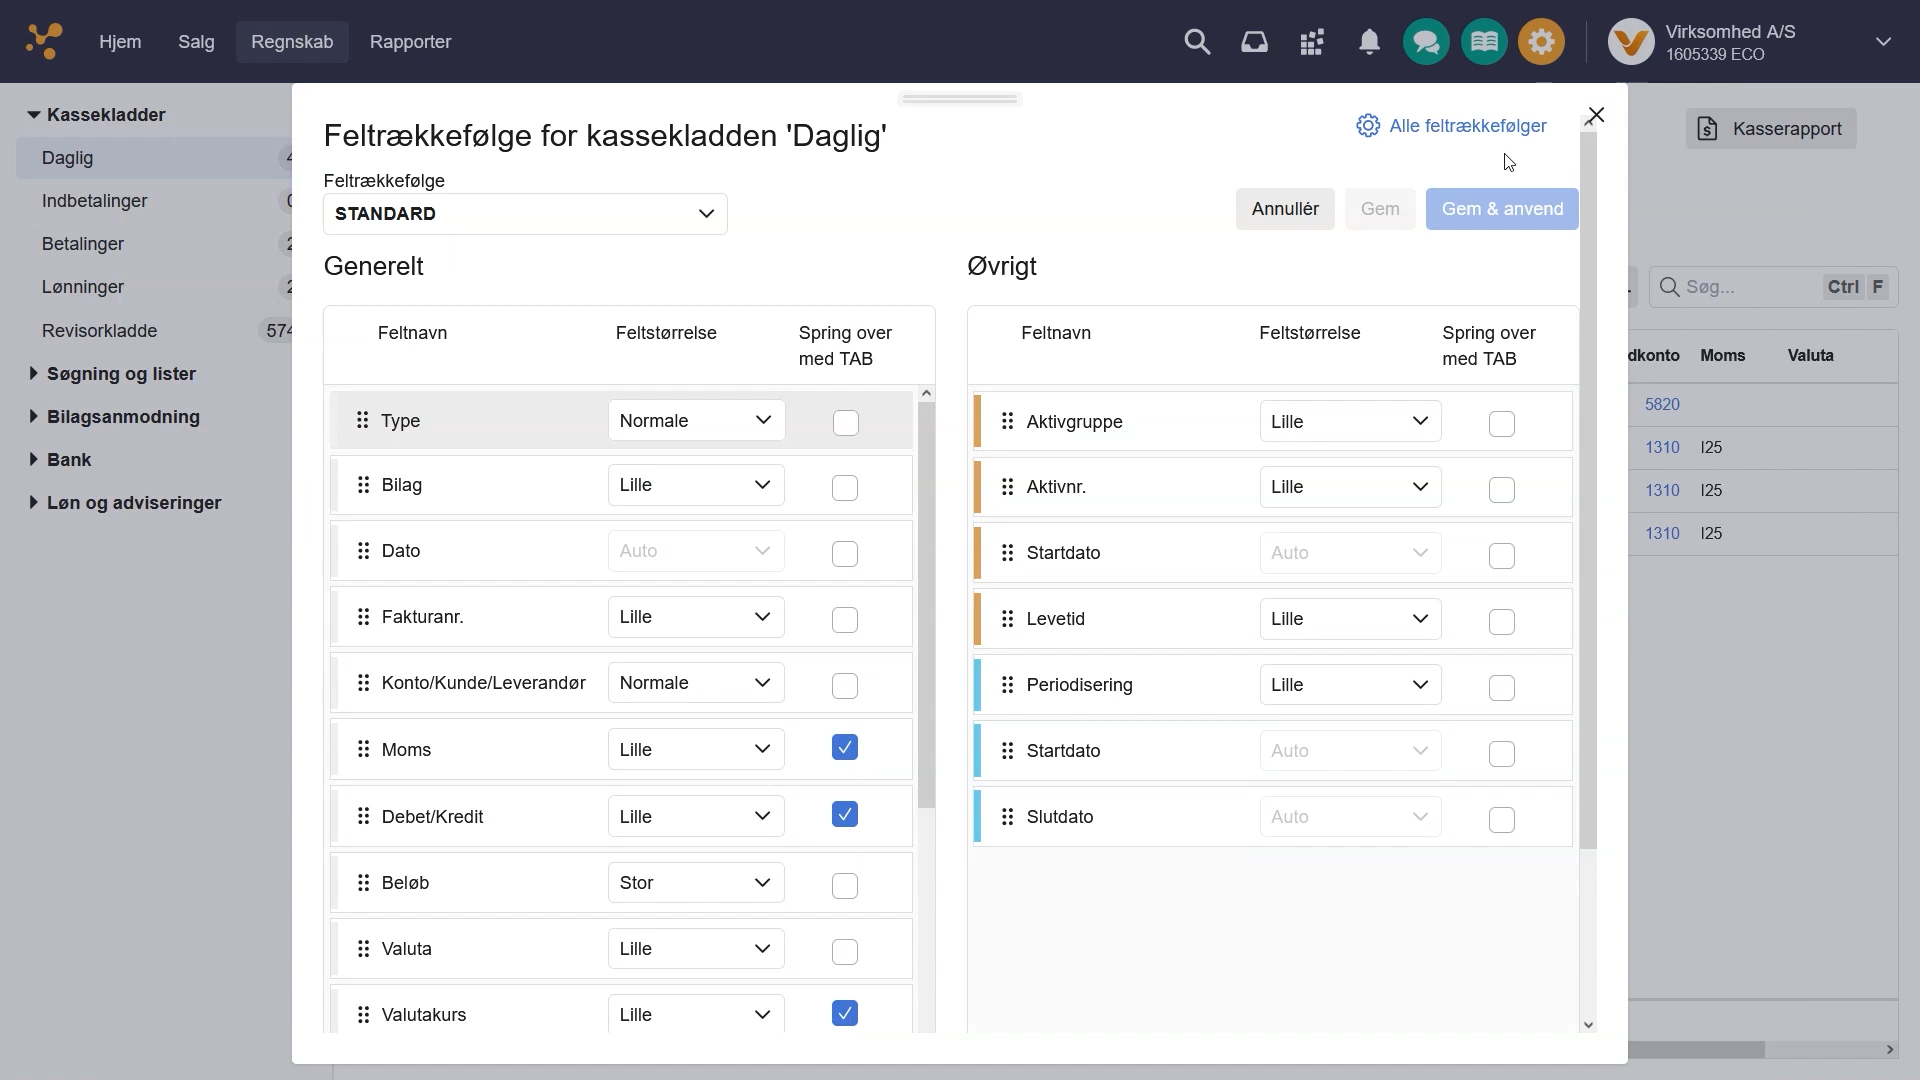 Hjem
Salg
Regnskab
Rapporter
Virksomhed A/S
1605339 ECO
Kassekladder
Daglig
Indbetalinger
Betalinger
Lønninger
Revisorkladde
574
Søgning og lister
Bilagsanmodning
Bank
Løn og adviseringer
Feltrækkefølge for kassekladden 'Daglig'
Alle feltrækkefølger
Feltrækkefølge
STANDARD
Annullér
Gem
Gem & anvend
Generelt
Feltnavn
Feltstørrelse
Spring over
med TAB
Type
Normale
Bilag
Lille
Dato
Auto
Fakturanr.
Lille
Konto/Kunde/Leverandør
Normale
Moms
Lille
Debet/Kredit
Lille
Beløb
Stor
Valuta
Lille
Valutakurs
Lille
Øvrigt
Feltnavn
Feltstørrelse
Spring over
med TAB
Aktivgruppe
Lille
Aktivnr.
Lille
Startdato
Auto
Levetid
Lille
Periodisering
Lille
Startdato
Auto
Slutdato
Auto
Kasserapport
Søg...
Ctrl
F
dkonto
Moms
Valuta
5820
1310
I25
1310
I25
1310
I25